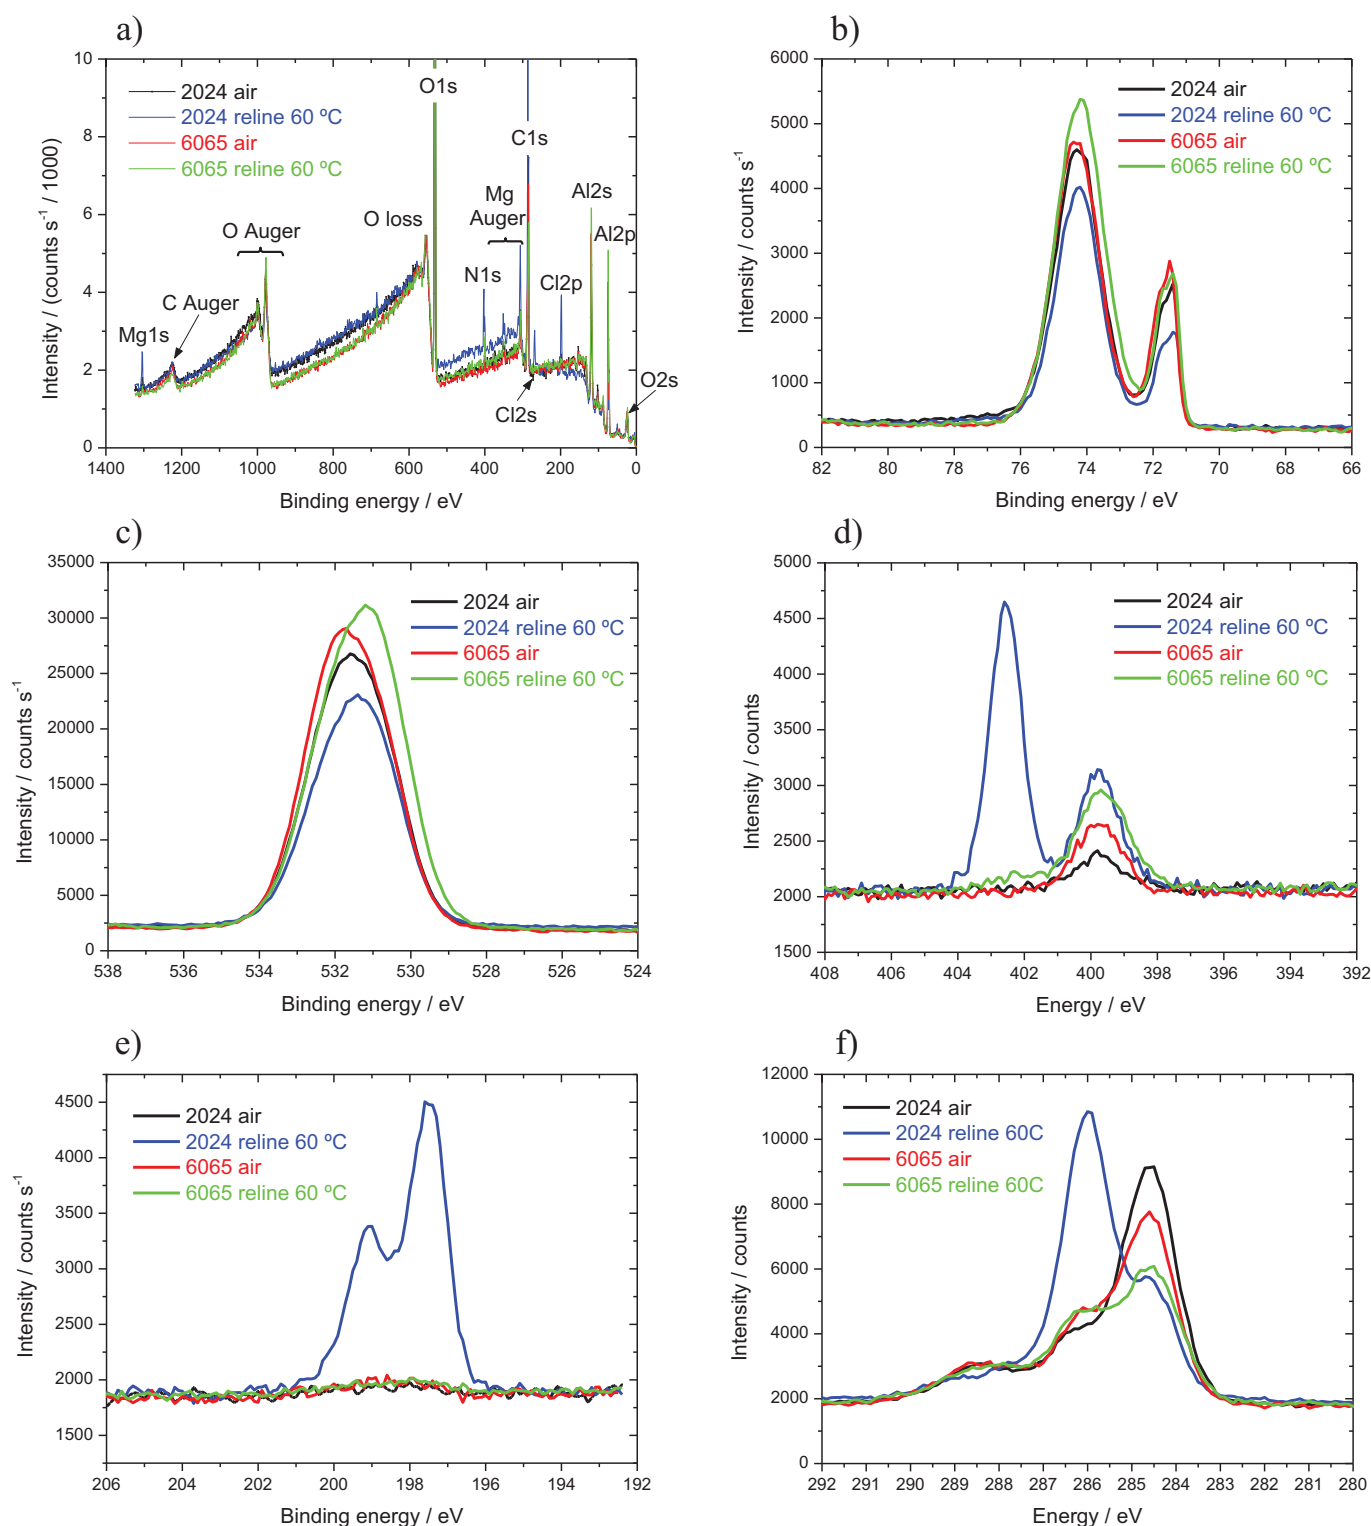 a)
10
8
6
4
2
0
Intensity / (counts s⁻¹ / 1000)
2024 air
2024 reline 60 ºC
6065 air
6065 reline 60 ºC
O1s
C1s
Mg
Auger
Al2s
Al2p
O loss
O Auger
N1s
Cl2p
C Auger
Mg1s
Cl2s
O2s
1400 1200 1000 800 600 400 200 0
Binding energy / eV
b)
6000
5000
4000
3000
2000
1000
0
Intensity / counts s⁻¹
2024 air
2024 reline 60 ºC
6065 air
6065 reline 60 ºC
82 80 78 76 74 72 70 68 66
Binding energy / eV
c)
35000
30000
25000
20000
15000
10000
5000
0
Intensity / counts s⁻¹
2024 air
2024 reline 60 ºC
6065 air
6065 reline 60 ºC
538 536 534 532 530 528 526 524
Binding energy / eV
d)
5000
4500
4000
3500
3000
2500
2000
1500
Intensity / counts
2024 air
2024 reline 60 ºC
6065 air
6065 reline 60 ºC
408 406 404 402 400 398 396 394 392
Energy / eV
e)
4500
4000
3500
3000
2500
2000
1500
Intensity / counts s⁻¹
2024 air
2024 reline 60 ºC
6065 air
6065 reline 60 ºC
206 204 202 200 198 196 194 192
Binding energy / eV
f)
12000
10000
8000
6000
4000
2000
0
Intensity / counts
2024 air
2024 reline 60C
6065 air
6065 reline 60C
292 291 290 289 288 287 286 285 284 283 282 281 280
Energy / eV